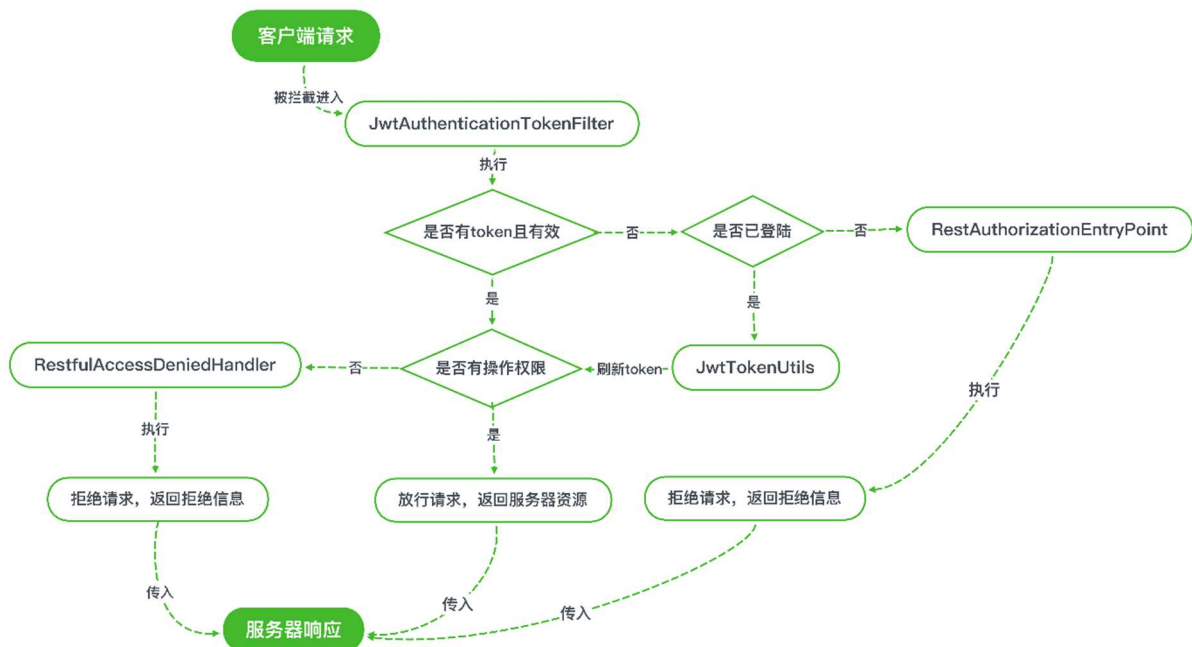 客户端请求
被拦截进入
JwtAuthenticationTokenFilter
执行
是否有token且有效
否
是否已登陆
否
RestAuthorizationEntryPoint
是
是
RestfulAccessDeniedHandler
否
是否有操作权限
刷新token
JwtTokenUtils
执行
执行
是
拒绝请求，返回拒绝信息
放行请求，返回服务器资源
拒绝请求，返回拒绝信息
传入
传入
传入
服务器响应